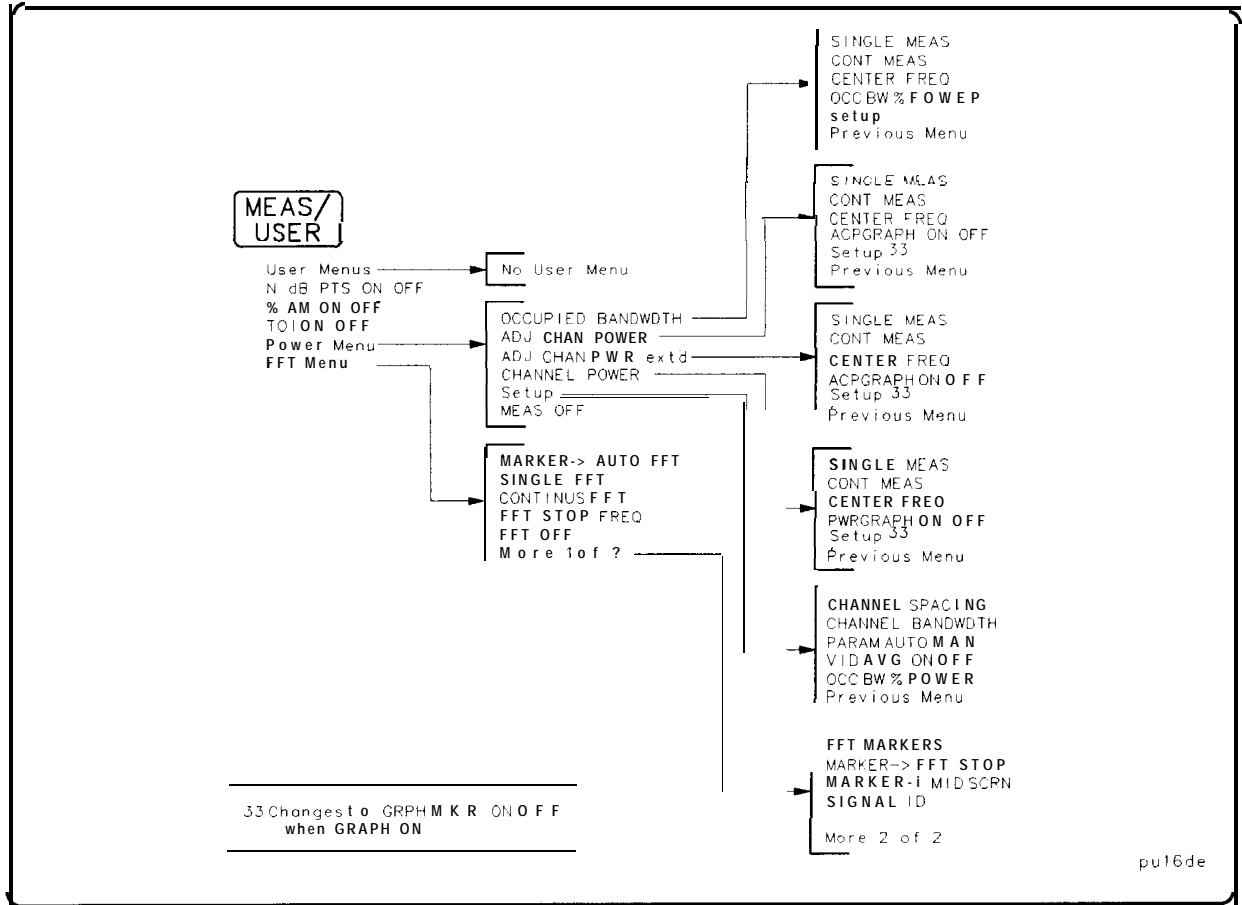 MEAS/
USER
User Menus
N dB PTS ON OFF
% AM ON OFF
TOI ON OFF
Power Menu
FFT Menu
No User Menu
OCCUPIED BANDWDTH
ADJ CHAN POWER
ADJ CHAN PWR extd
CHANNEL POWER
Setup
MEAS OFF
MARKER-> AUTO FFT
SINGLE FFT
CONTINUS FFT
FFT STOP FREQ
FFT OFF
More 1 of ?
SINGLE MEAS
CONT MEAS
CENTER FREQ
OCC BW % FOWEP
setup
Previous Menu
SINGLE MEAS
CONT MEAS
CENTER FREQ
ACPGRAPH ON OFF
Setup 33
Previous Menu
SINGLE MEAS
CONT MEAS
CENTER FREQ
ACPGRAPH ON OFF
Setup 33
Previous Menu
SINGLE MEAS
CONT MEAS
CENTER FREQ
PWRGRAPH ON OFF
Setup 33
Previous Menu
CHANNEL SPACING
CHANNEL BANDWDTH
PARAM AUTO MAN
VID AVG ON OFF
OCC BW % POWER
Previous Menu
FFT MARKERS
MARKER-> FFT STOP
MARKER-i MID SCRN
SIGNAL ID
More 2 of 2
33 Changes to GRPH MKR ON OFF
when GRAPH ON
pu16de